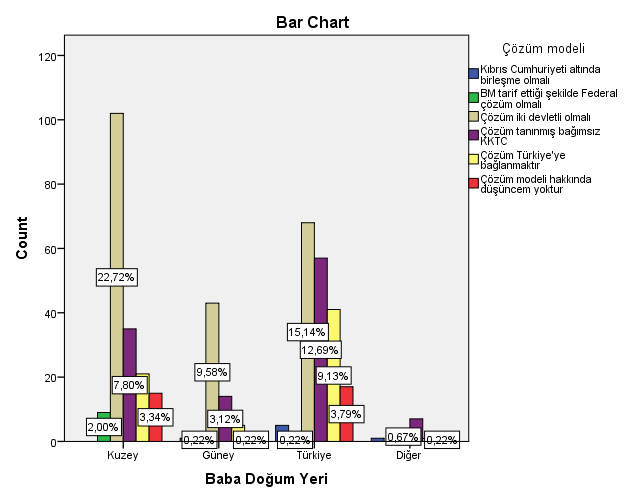 Bar Chart
Çözüm modeli
Kıbrıs Cumhuriyeti altında
birleşme olmalı
BM tarif ettiği şekilde Federal
çözüm olmalı
Çözüm iki devletli olmalı
Çözüm tanınmış bağımsız
KKTC
Çözüm Türkiye'ye
bağlanmaktır
Çözüm modeli hakkında
düşüncem yoktur
120
100
80
60
40
20
0
Count
22,72%
15,14%
12,69%
9,58%
9,13%
7,80%
3,79%
3,34%
3,12%
2,00%
0,22%
0,22%
0,22%
0,67%
0,22%
Kuzey
Güney
Türkiye
Diğer
Baba Doğum Yeri